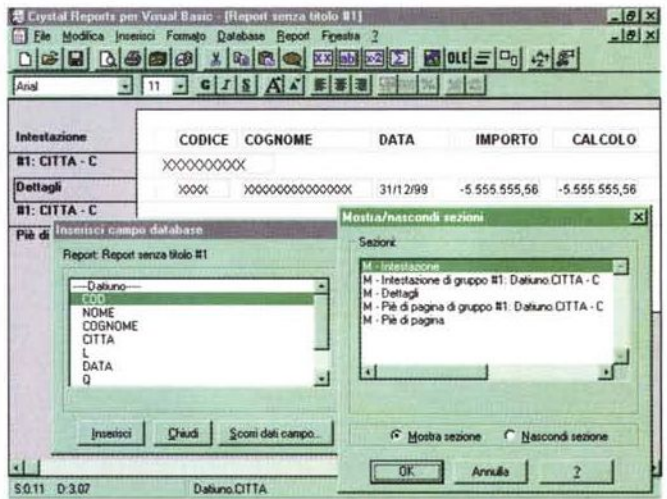 Crystal Reports per Visual Basic - [Report senza titolo #1]
File Modifica Inserisci Formato Database Report Finestra ?
Arial 11 G I S
Intestazione CODICE COGNOME DATA IMPORTO CALCOLO
#1: CITTA - C XXXXXXXXXX
Dettagli XXXX XXXXXXXXXXXXXXX 31/12/99 -5.555.555,56 -5.555.555,56
#1: CITTA - C
Piè di
Inserisci campo database
Report: Report senza titolo #1
----Datiuno----
COD
NOME
COGNOME
CITTA
L
DATA
Q
Inserisci Chiudi Scorri dati campo...
Mostra/nascondi sezioni
Sezioni:
M - Intestazione
M - Intestazione di gruppo #1: Datiuno.CITTA - C
M - Dettagli
M - Piè di pagina di gruppo #1: Datiuno.CITTA - C
M - Piè di pagina
Mostra sezione Nascondi sezione
OK Annulla ?
S:0.11 D:3.07 Datiuno.CITTA